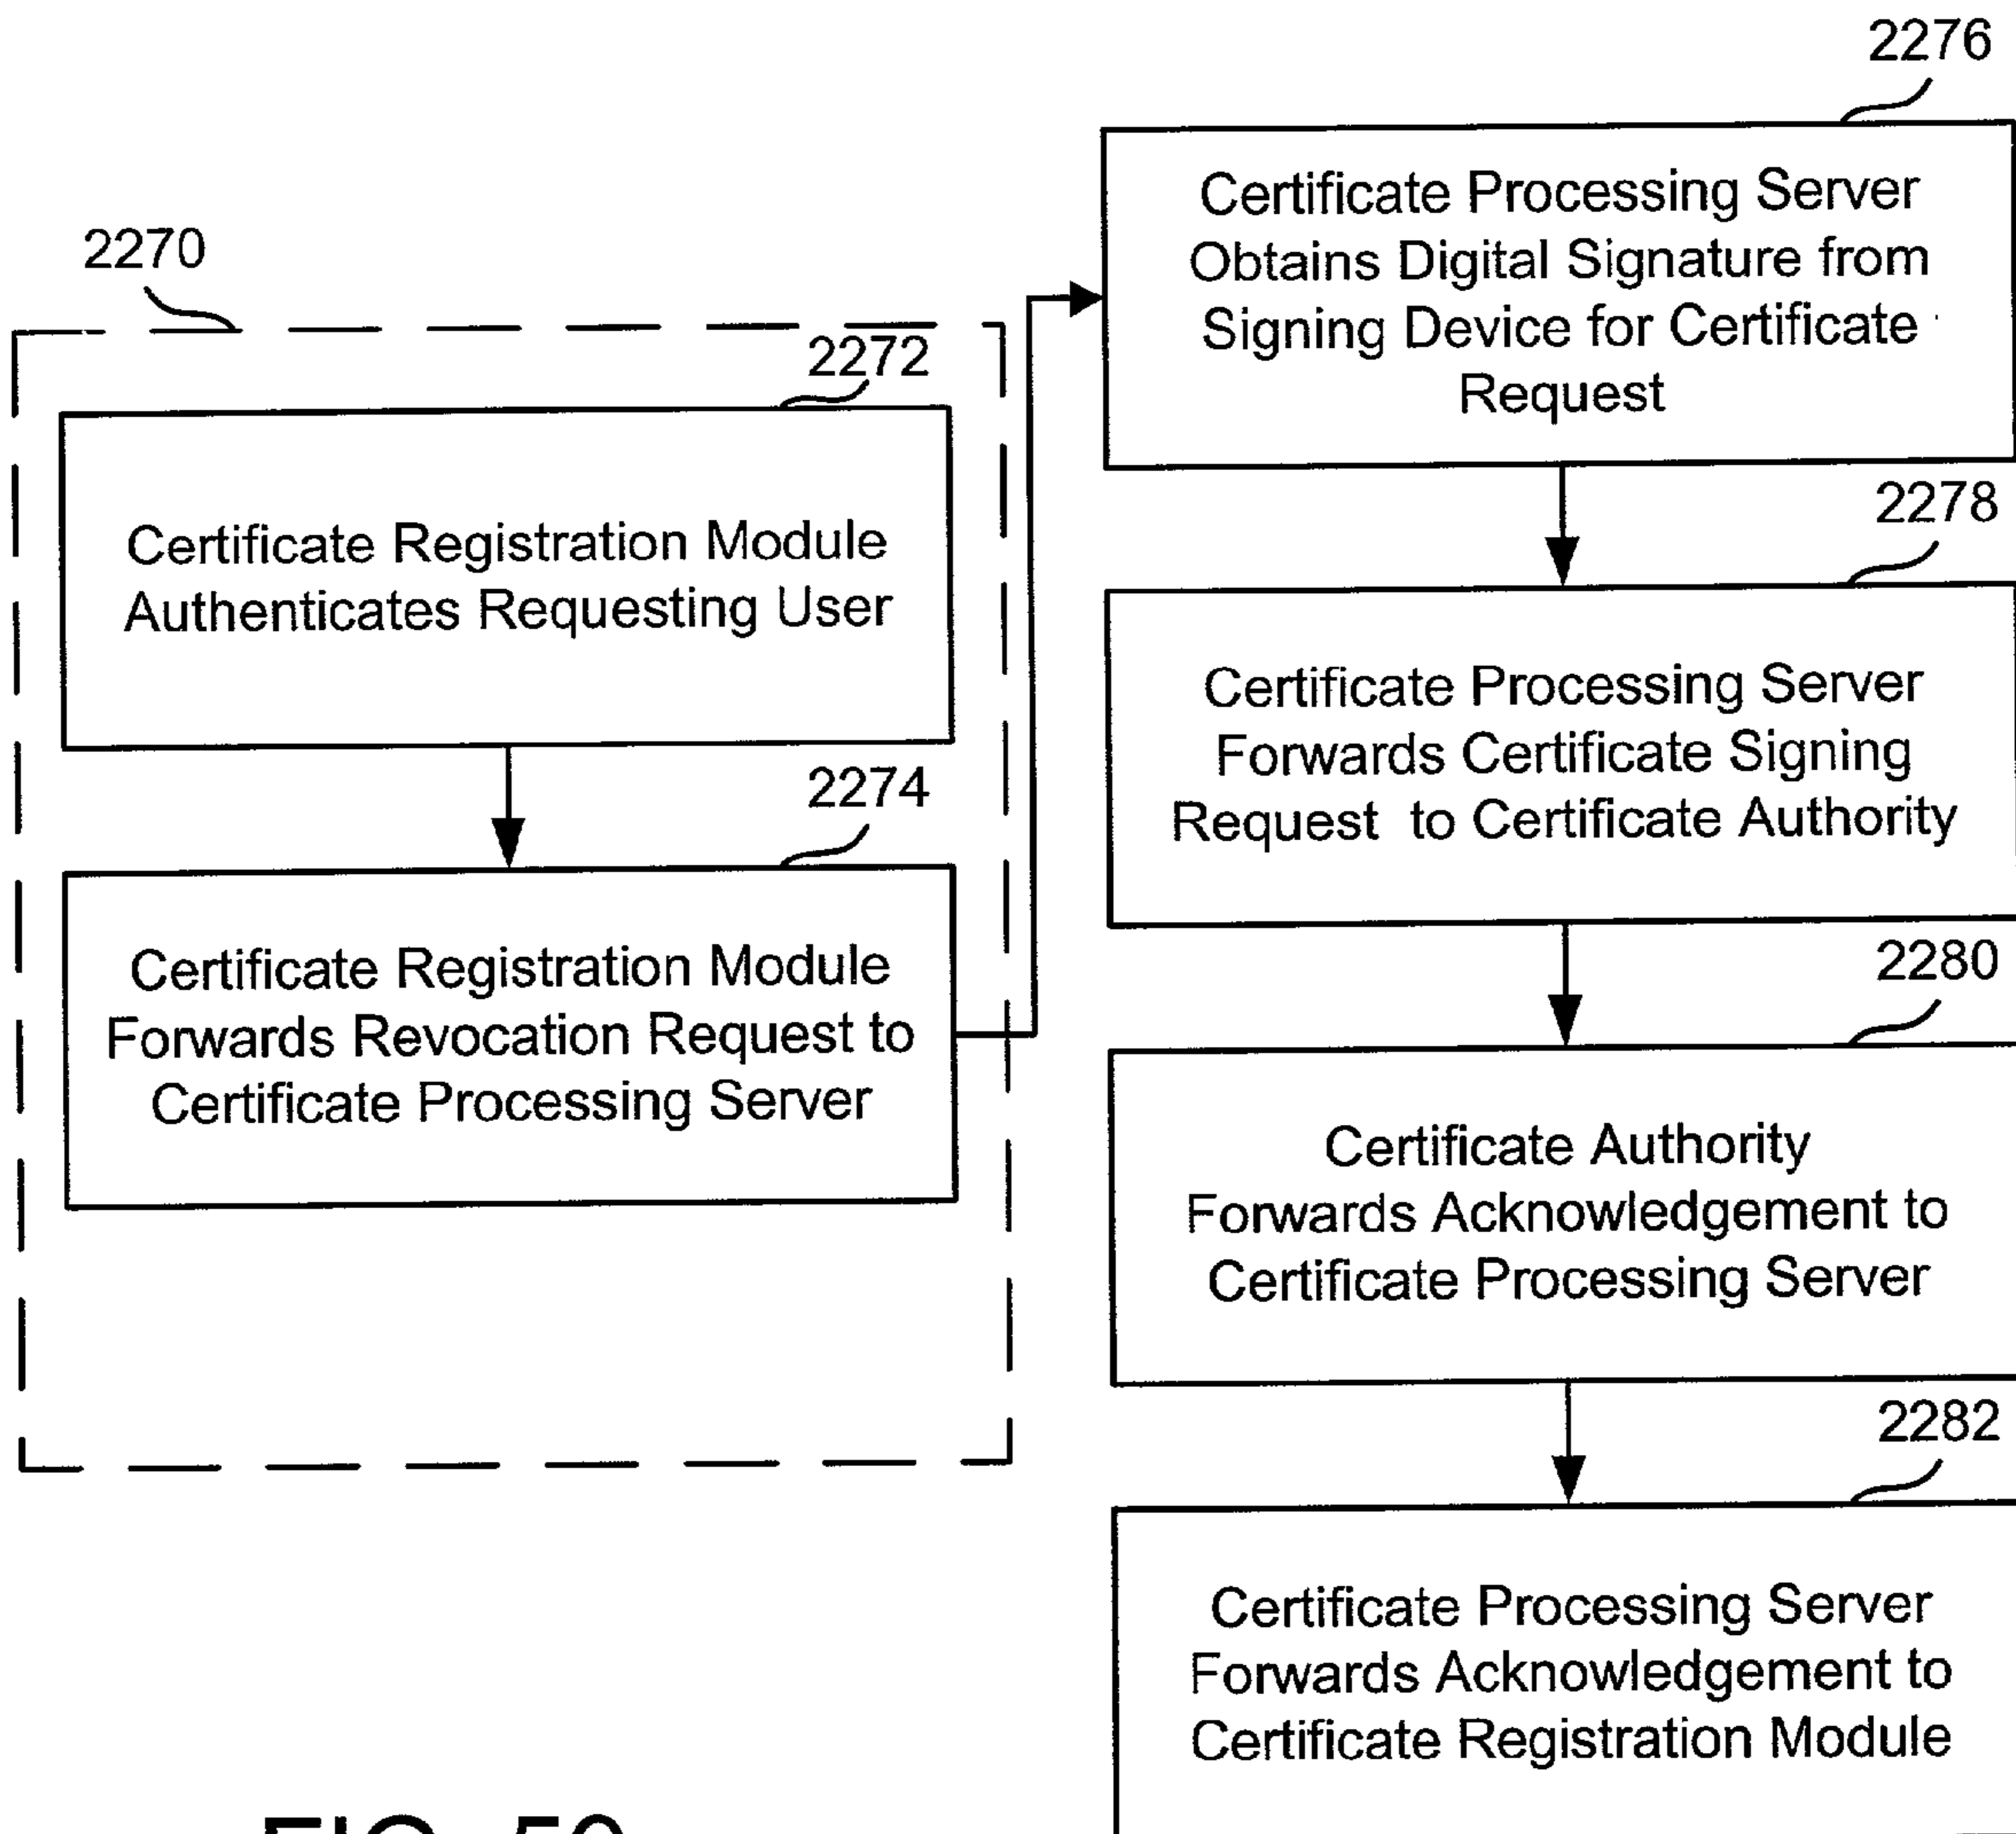 2270
2272
Certificate Registration Module
Authenticates Requesting User
2274
Certificate Registration Module
Forwards Revocation Request to
Certificate Processing Server
2276
Certificate Processing Server
Obtains Digital Signature from
Signing Device for Certificate
Request
2278
Certificate Processing Server
Forwards Certificate Signing
Request to Certificate Authority
2280
Certificate Authority
Forwards Acknowledgement to
Certificate Processing Server
2282
Certificate Processing Server
Forwards Acknowledgement to
Certificate Registration Module
FIG.